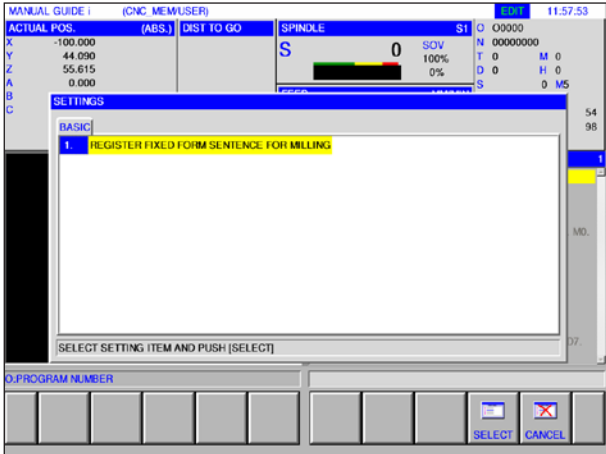 MANUAL GUIDE i (CNC_MEM/USER) EDIT 11:57:53
ACTUAL POS. (ABS.) DIST TO GO SPINDLE S1 O O0000
X -100.000 N 00000000
Y 44.090 S 0 SOV 100% T 0 M 0
Z 55.615 0% D 0 H 0
A 0.000 S 0 M5
B
C 54
98
SETTINGS
BASIC
1. REGISTER FIXED FORM SENTENCE FOR MILLING
1
M0.
07.
SELECT SETTING ITEM AND PUSH [SELECT]
O:PROGRAM NUMBER
SELECT CANCEL